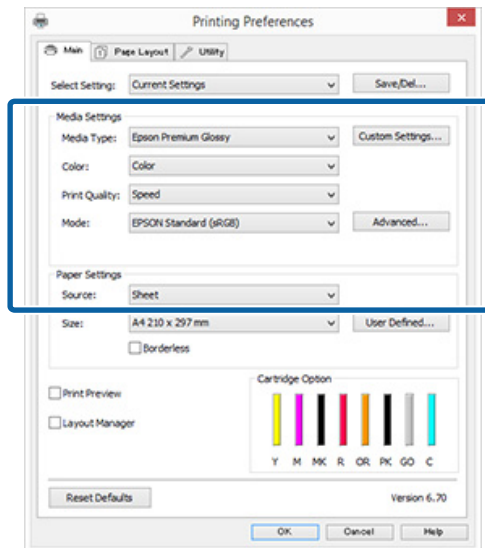 Printing Preferences
Main Page Layout Utility
Select Setting: Current Settings Save/Del...
Media Settings
Media Type: Epson Premium Glossy Custom Settings...
Color: Color
Print Quality: Speed
Mode: EPSON Standard (sRGB) Advanced...
Paper Settings
Source: Sheet
Size: A4 210 x 297 mm User Defined...
Borderless
Print Preview
Layout Manager
Cartridge Option
Y M MK R OR PK GO C
Reset Defaults Version 6.70
OK Cancel Help